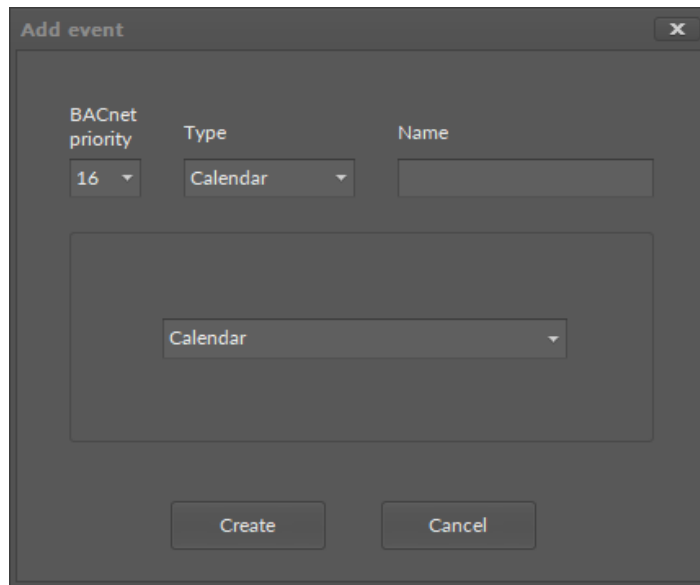 Add event
x
BACnet
priority
Type
Name
16
Calendar
Calendar
Create
Cancel